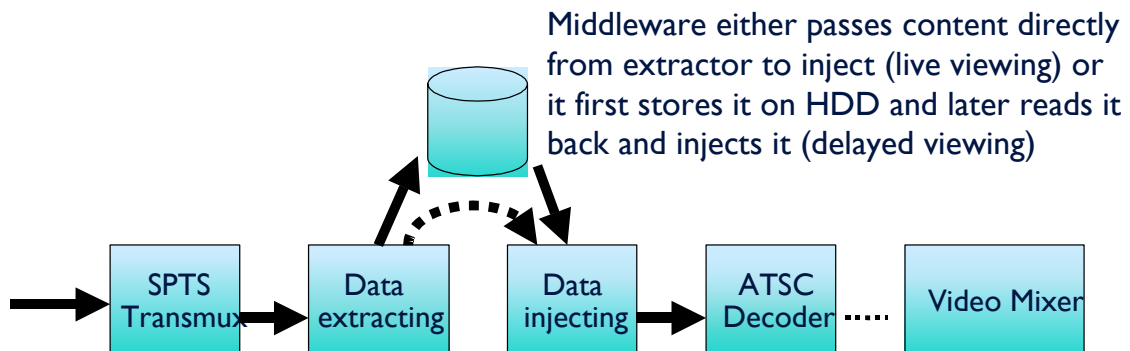 Middleware either passes content directly
from extractor to inject (live viewing) or
it first stores it on HDD and later reads it
back and injects it (delayed viewing)
SPTS
Transmux
Data
extracting
Data
injecting
ATSC
Decoder
Video Mixer